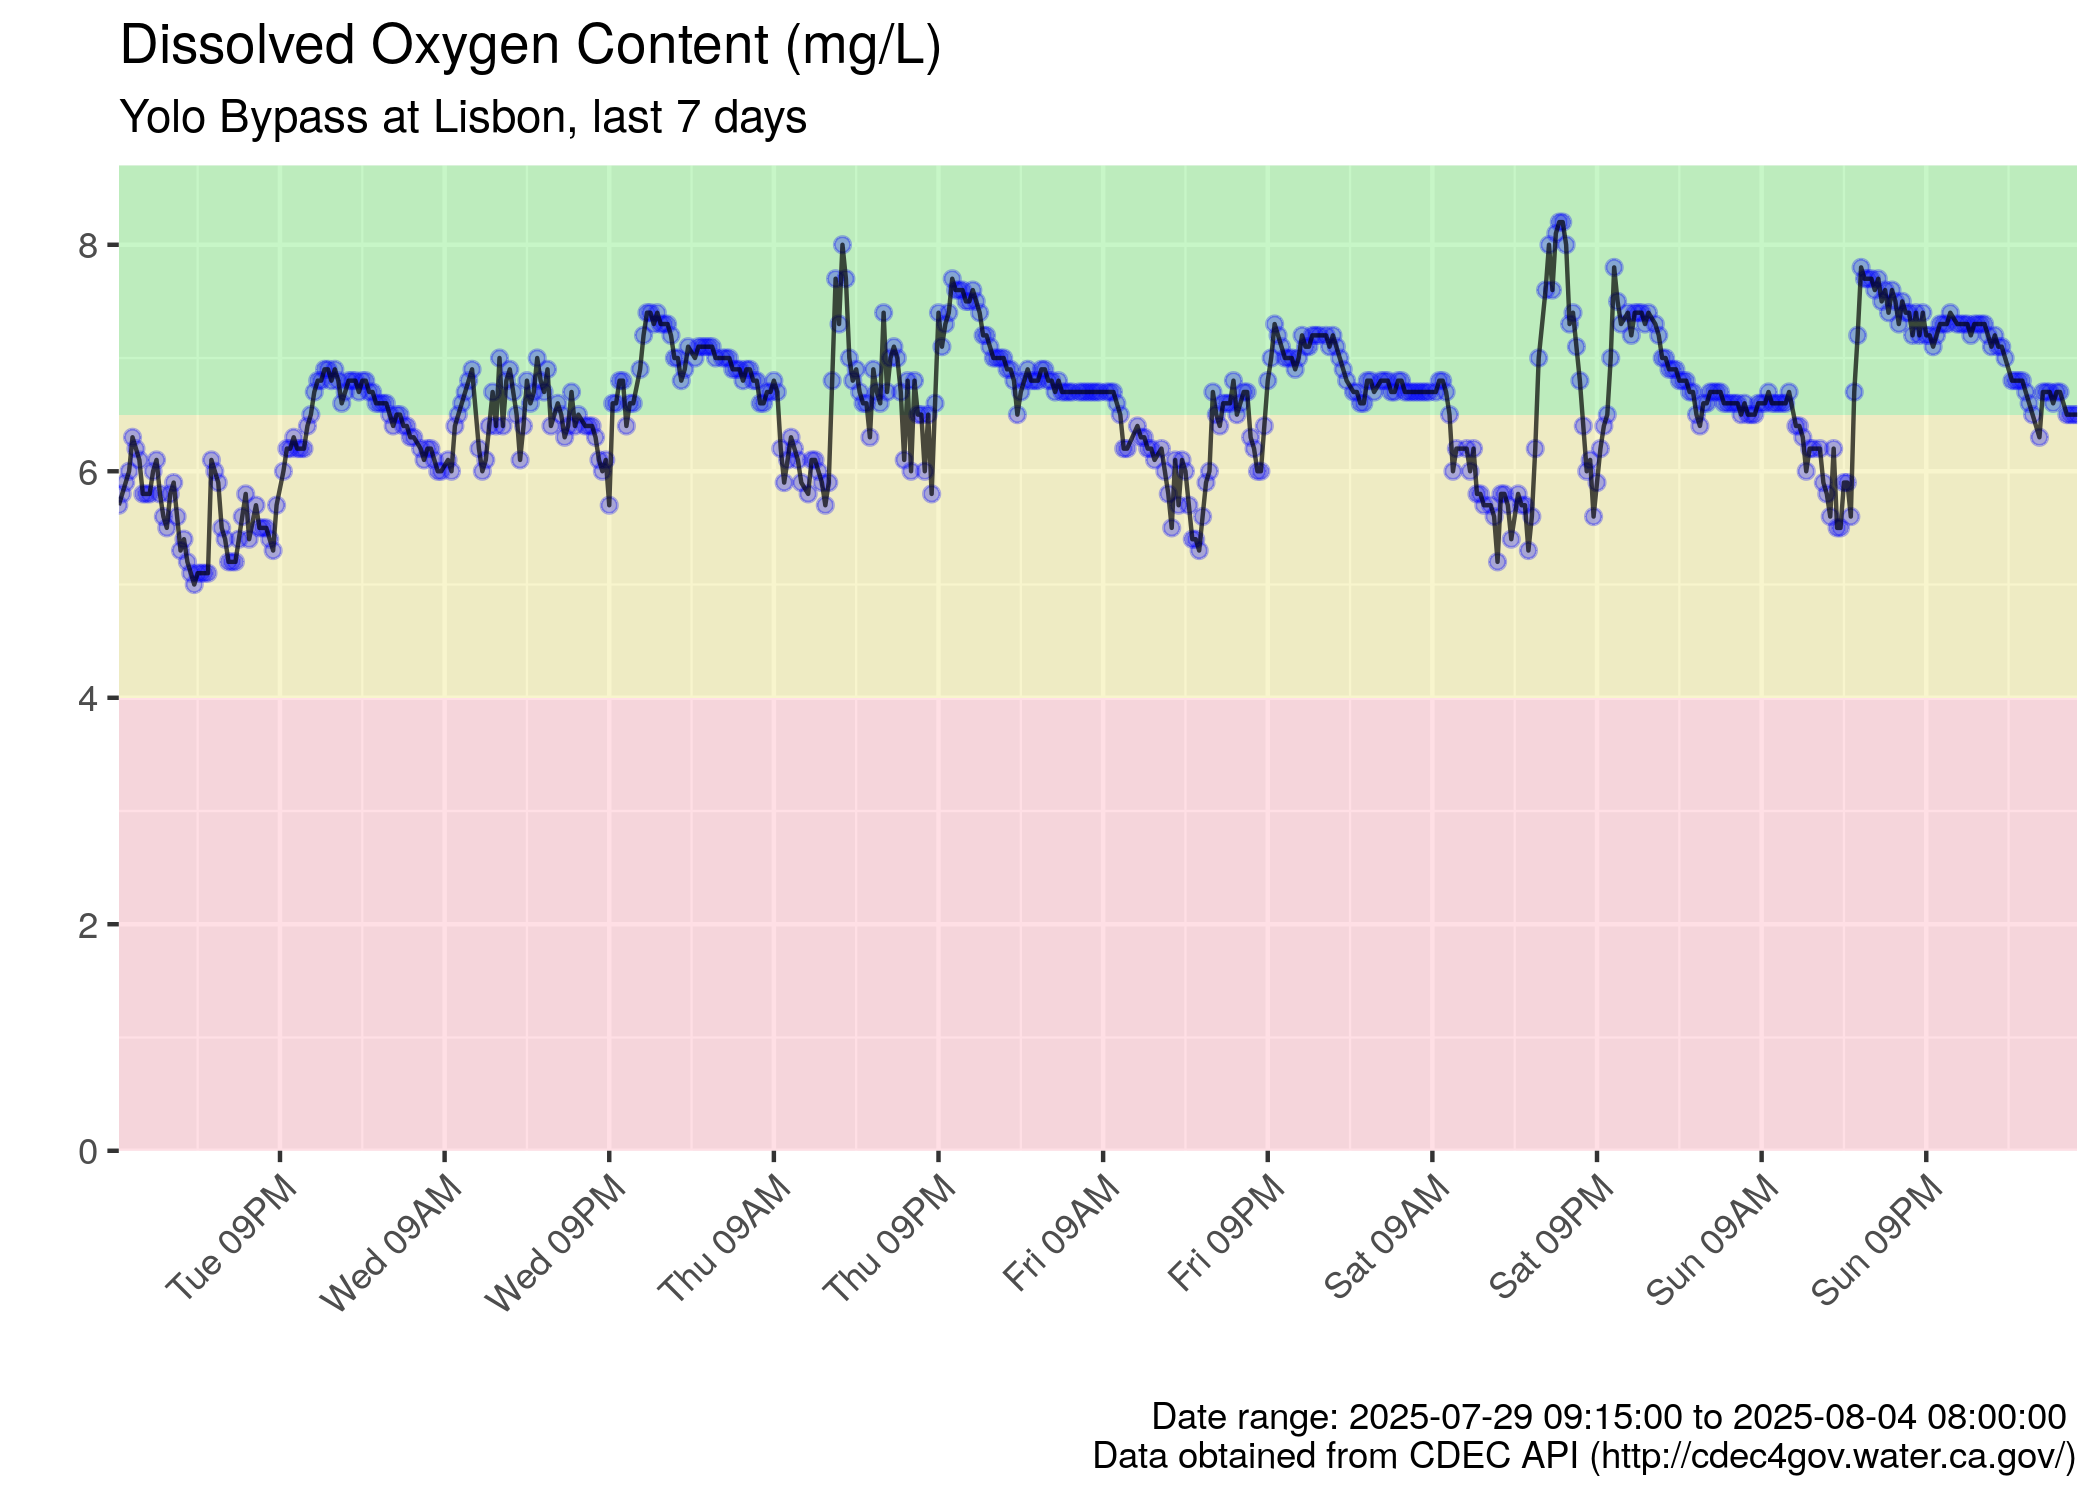 Dissolved Oxygen Content (mg/L)
Yolo Bypass at Lisbon, last 7 days
8
6
4
2
0
Tue 09PM
Wed 09AM
Wed 09PM
Thu 09AM
Thu 09PM
Fri 09AM
Fri 09PM
Sat 09AM
Sat 09PM
Sun 09AM
Sun 09PM
Date range: 2025-07-29 09:15:00 to 2025-08-04 08:00:00
Data obtained from CDEC API (http://cdec4gov.water.ca.gov/)